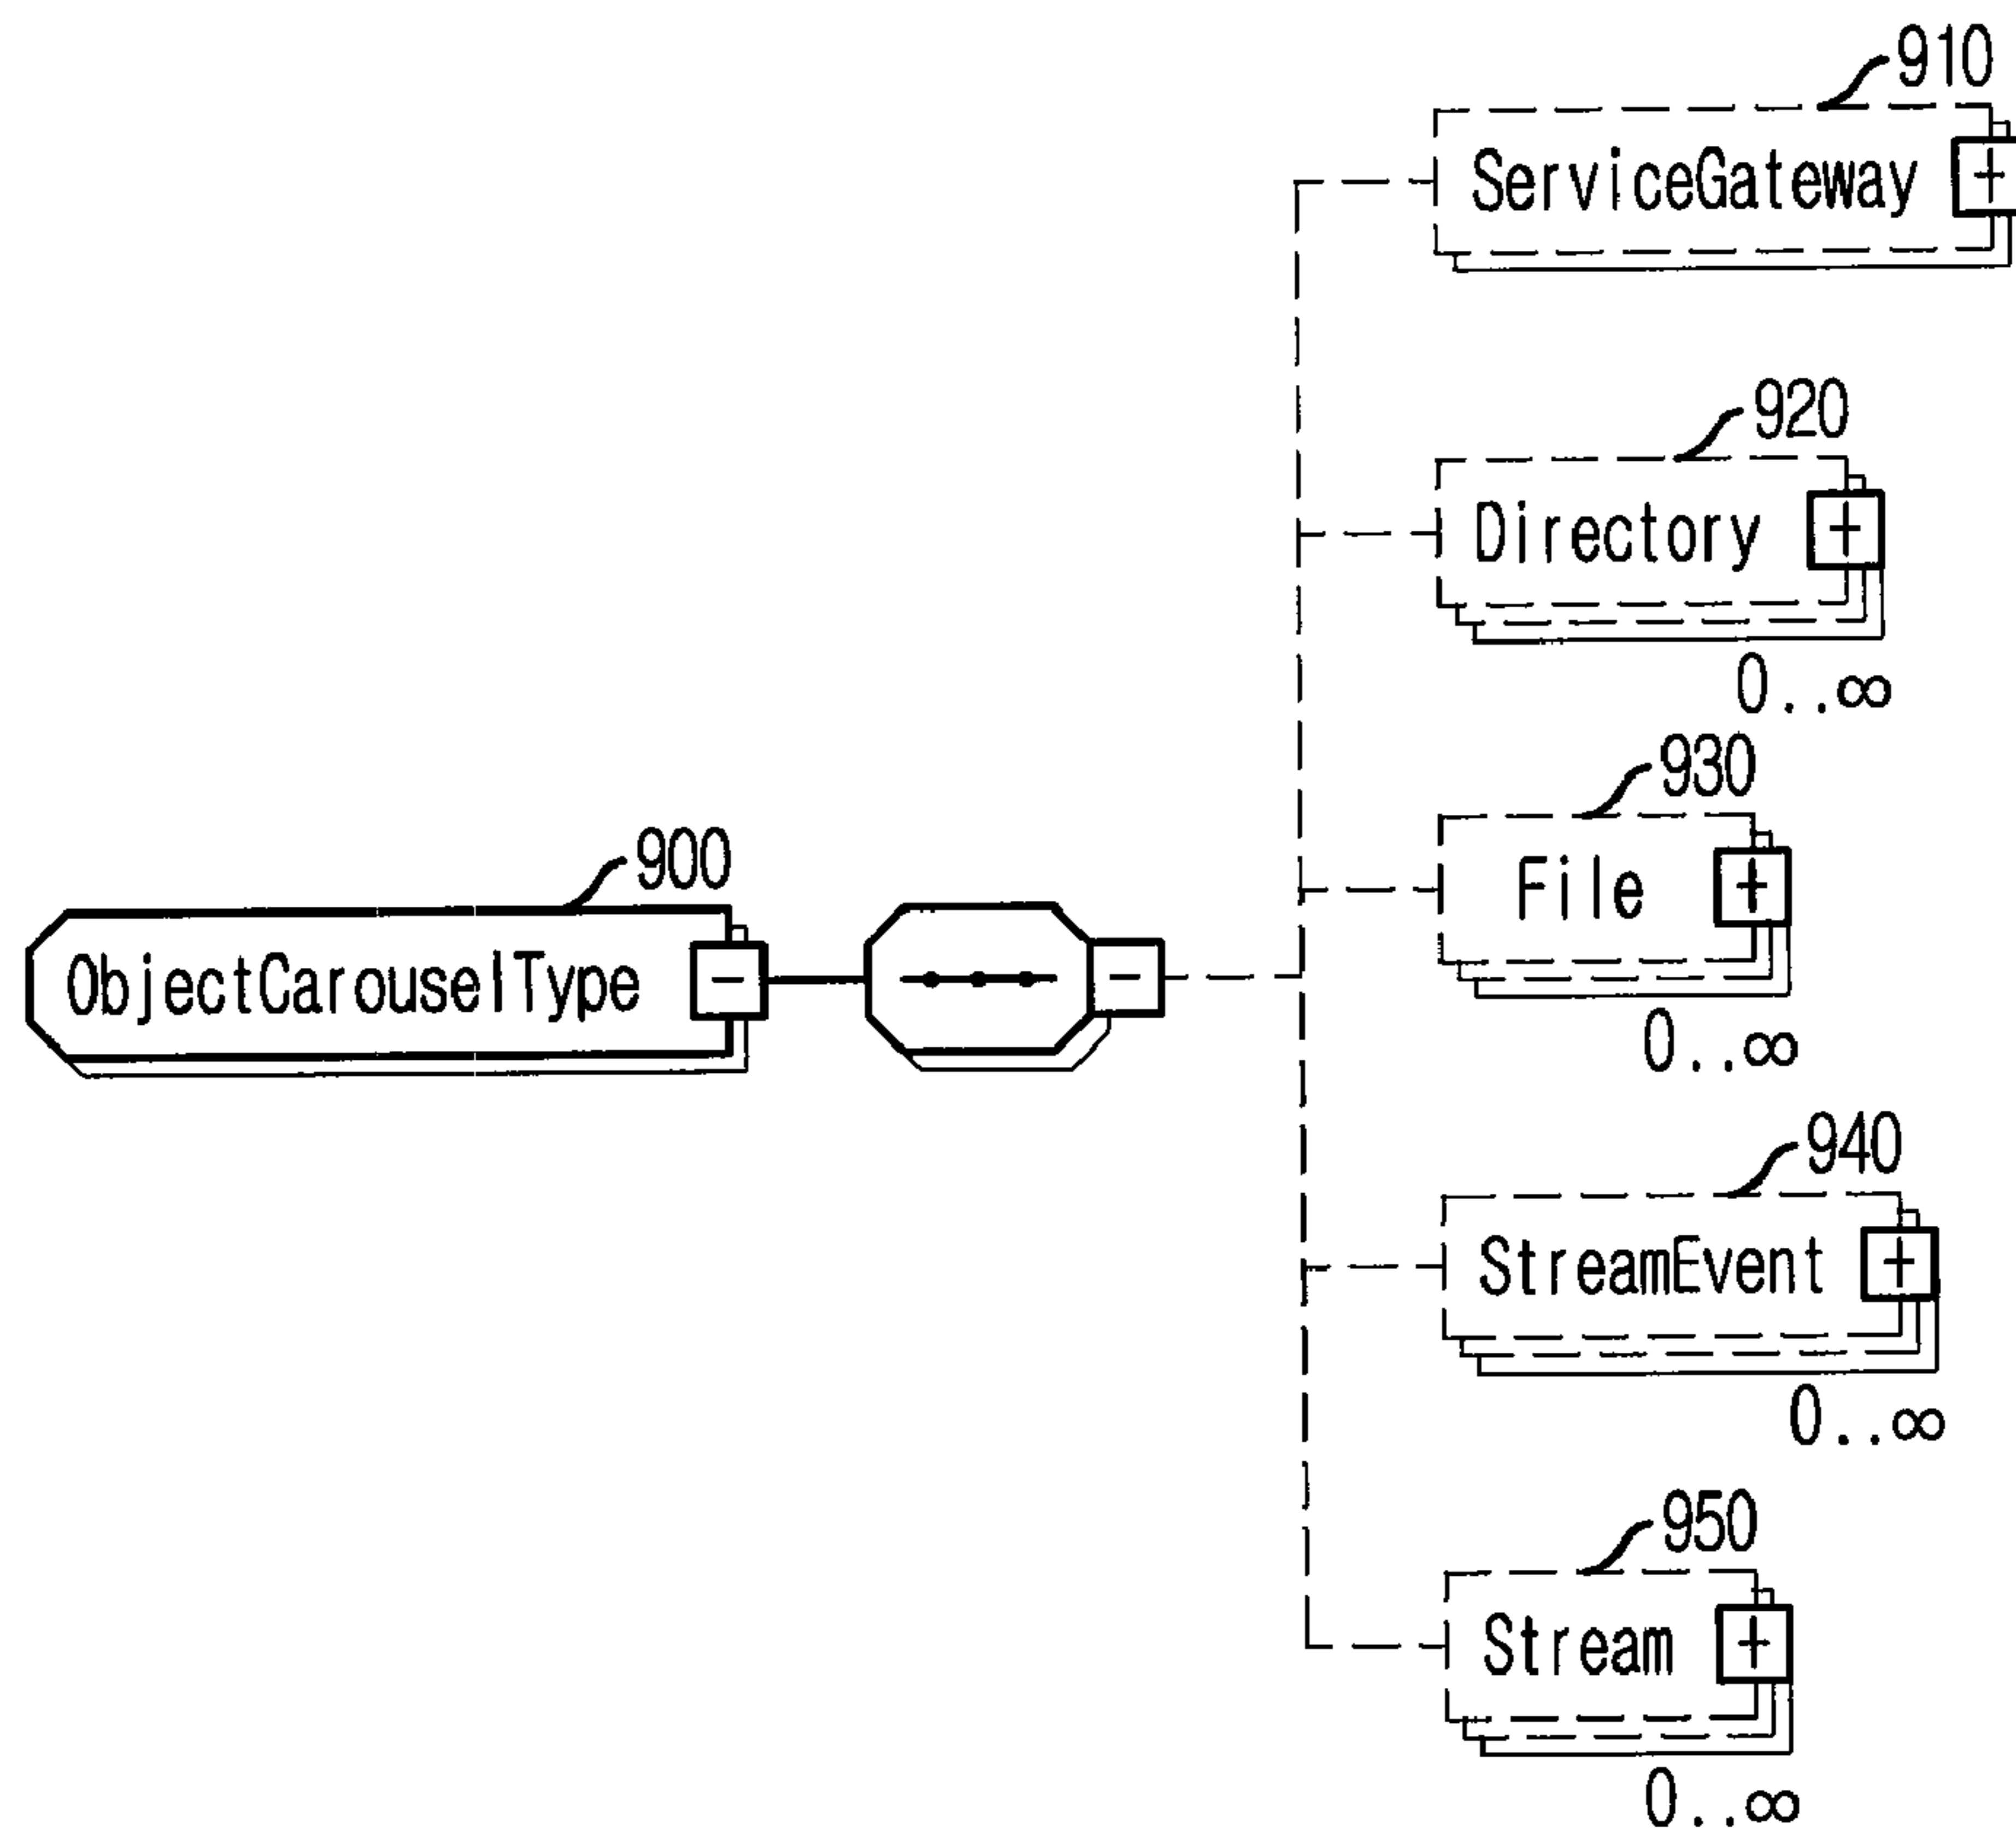 910
ServiceGateway
920
Directory
0..∞
930
File
0..∞
900
ObjectCarouselType
940
StreamEvent
0..∞
950
Stream
0..∞